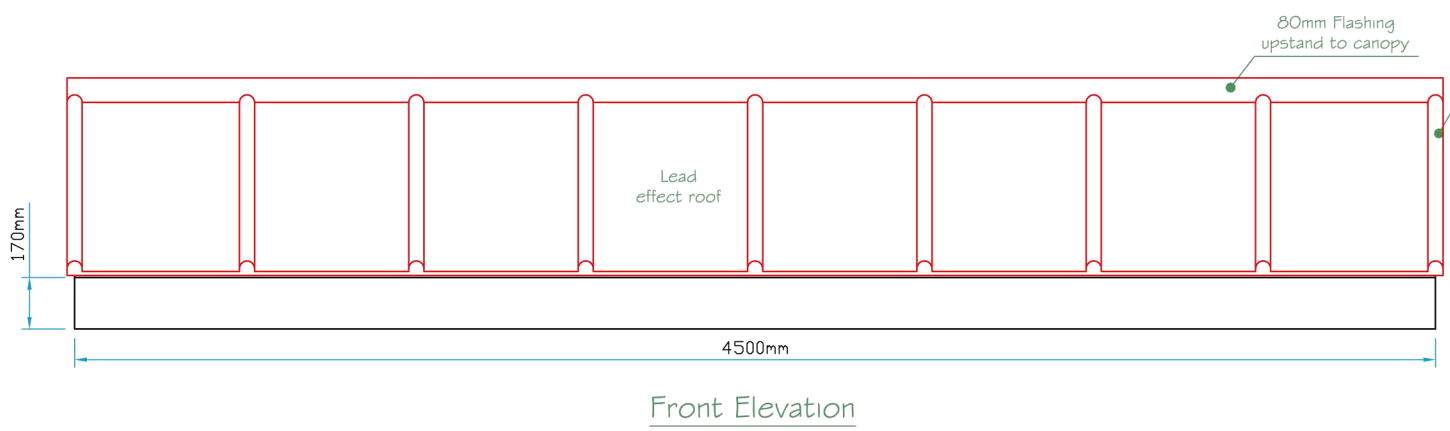 80mm Flashing
upstand to canopy
Lead
effect roof
170mm
4500mm
Front Elevation